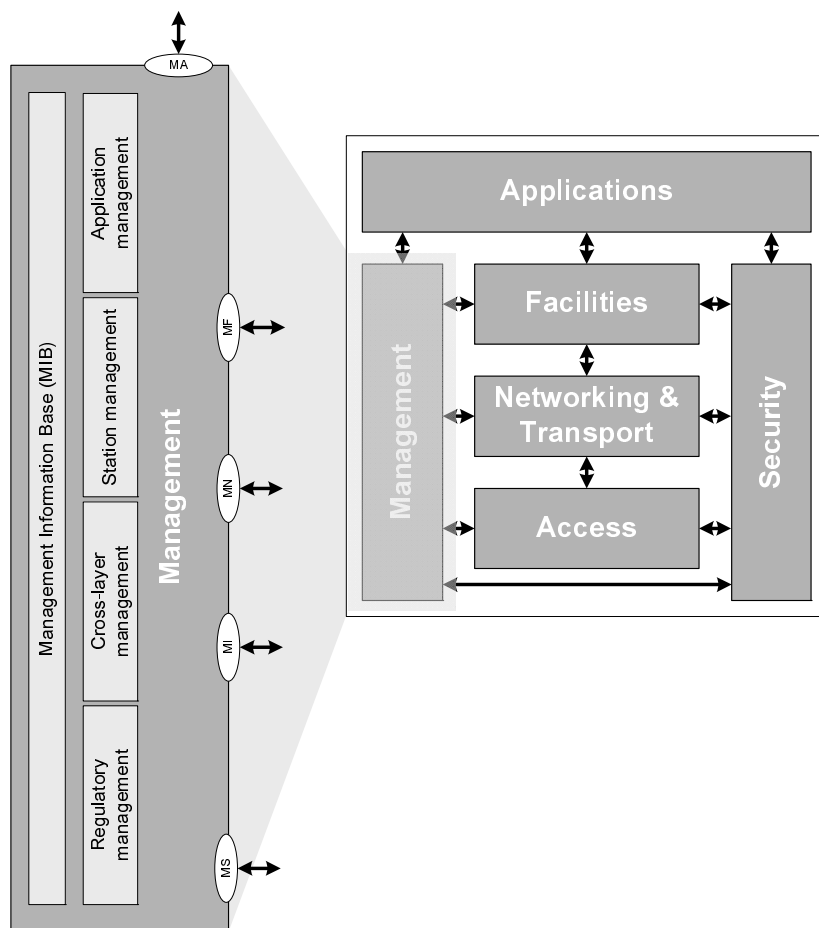 MA
Management Information Base (MIB)
Application
management
Station management
Cross-layer
management
Regulatory
management
Management
MF
MN
MI
MS
Applications
Management
Facilities
Networking &
Transport
Access
Security